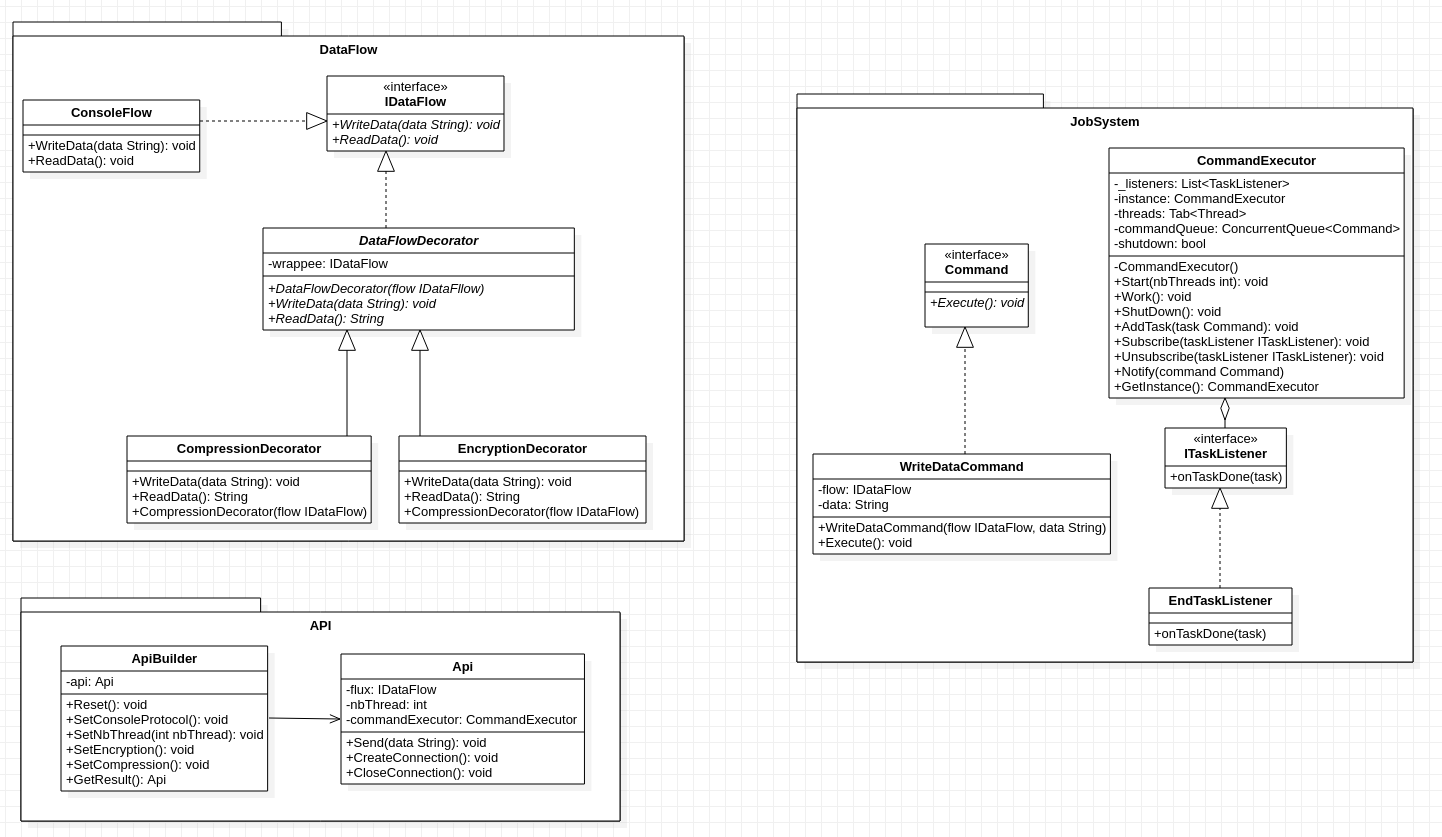 DataFlow
ConsoleFlow
+WriteData(data String): void
+ReadData(): void
«interface»
IDataFlow
+WriteData(data String): void
+ReadData(): void
DataFlowDecorator
-wrappee: IDataFlow
+DataFlowDecorator(flow IDataFllow)
+WriteData(data String): void
+ReadData(): String
CompressionDecorator
+WriteData(data String): void
+ReadData(): String
+CompressionDecorator(flow IDataFlow)
EncryptionDecorator
+WriteData(data String): void
+ReadData(): String
+CompressionDecorator(flow IDataFlow)
API
ApiBuilder
-api: Api
+Reset(): void
+SetConsoleProtocol(): void
+SetNbThread(int nbThread): void
+SetEncryption(): void
+SetCompression(): void
+GetResult(): Api
Api
-flux: IDataFlow
-nbThread: int
-commandExecutor: CommandExecutor
+Send(data String): void
+CreateConnection(): void
+CloseConnection(): void
JobSystem
«interface»
Command
+Execute(): void
WriteDataCommand
-flow: IDataFlow
-data: String
+WriteDataCommand(flow IDataFlow, data String)
+Execute(): void
CommandExecutor
-_listeners: List<TaskListener>
-instance: CommandExecutor
-threads: Tab<Thread>
-commandQueue: ConcurrentQueue<Command>
-shutdown: bool
-CommandExecutor()
+Start(nbThreads int): void
+Work(): void
+ShutDown(): void
+AddTask(task Command): void
+Subscribe(taskListener ITaskListener): void
+Unsubscribe(taskListener ITaskListener): void
+Notify(command Command)
+GetInstance(): CommandExecutor
«interface»
ITaskListener
+onTaskDone(task)
EndTaskListener
+onTaskDone(task)